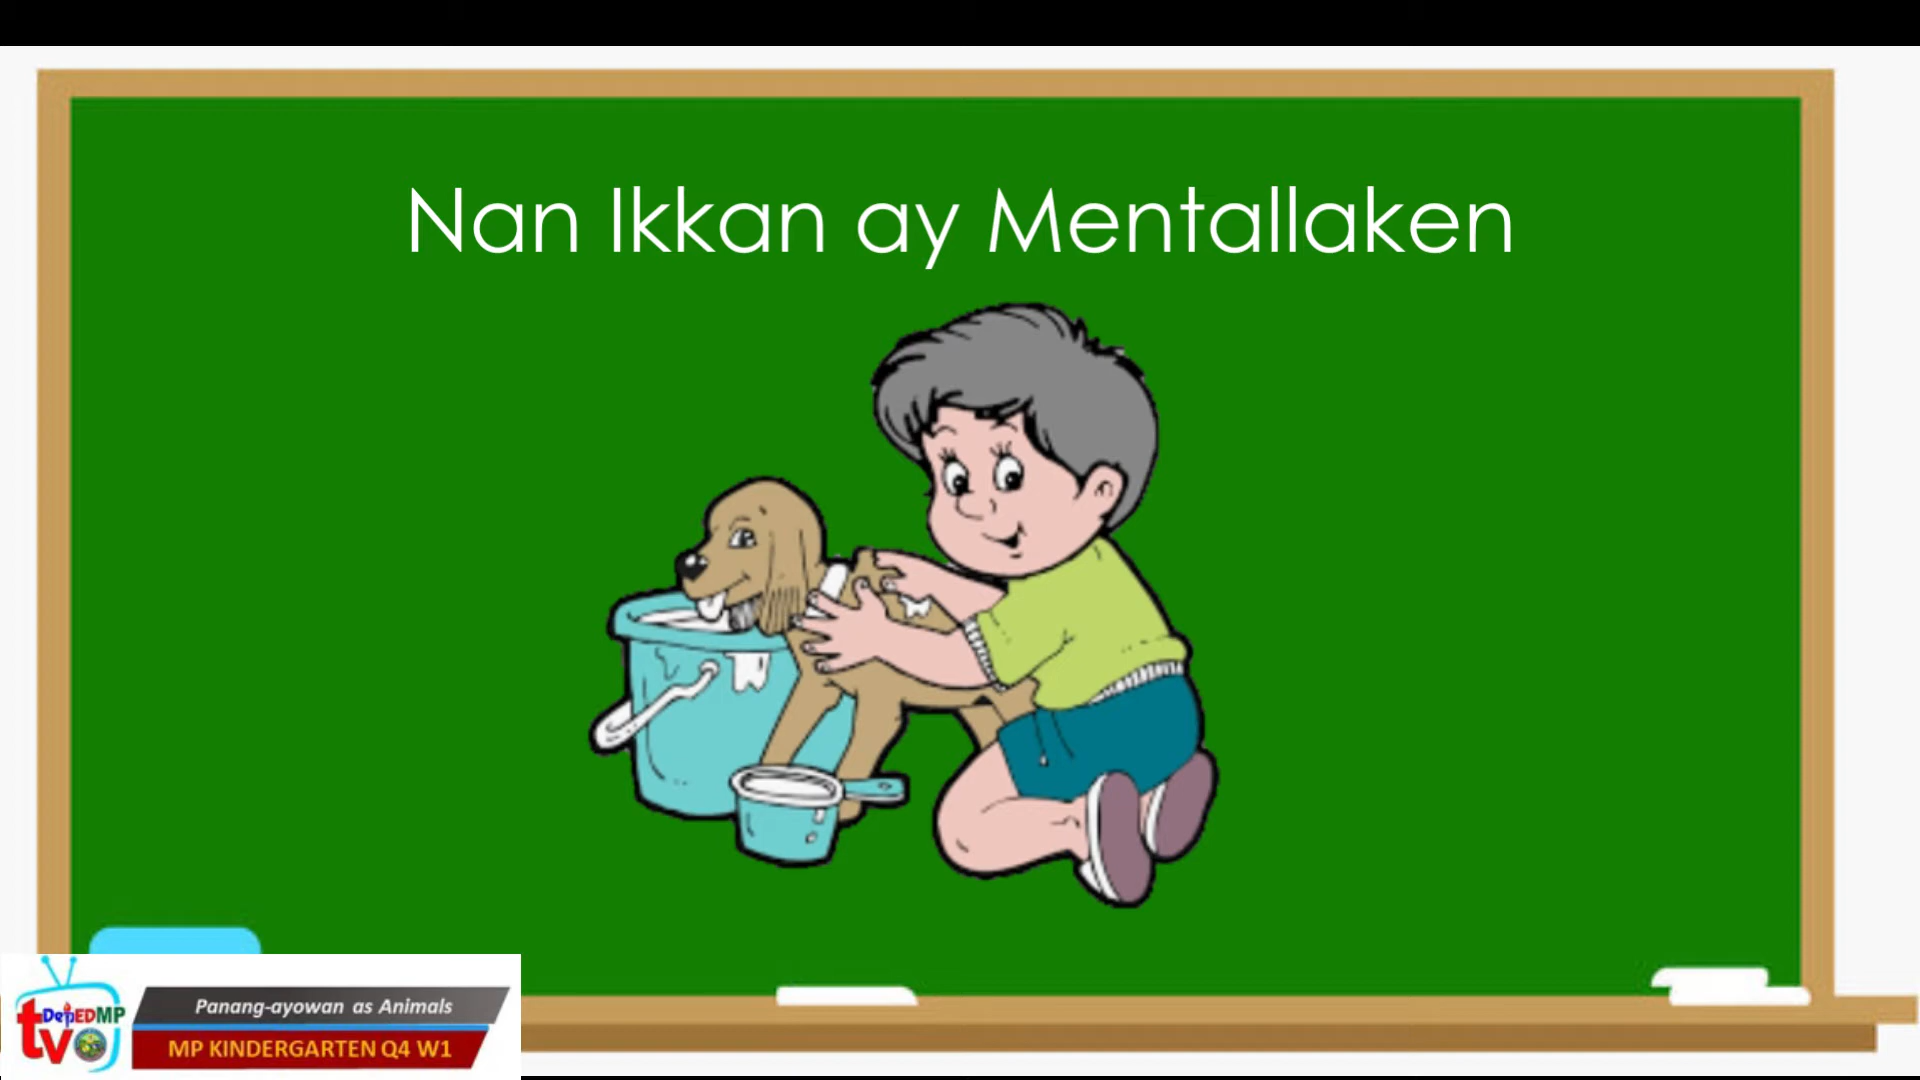 Nan Ikkan ay Mentallaken
Panang-ayowan as Animals
DepEDMP
tv
MP KINDERGARTEN Q4 W1